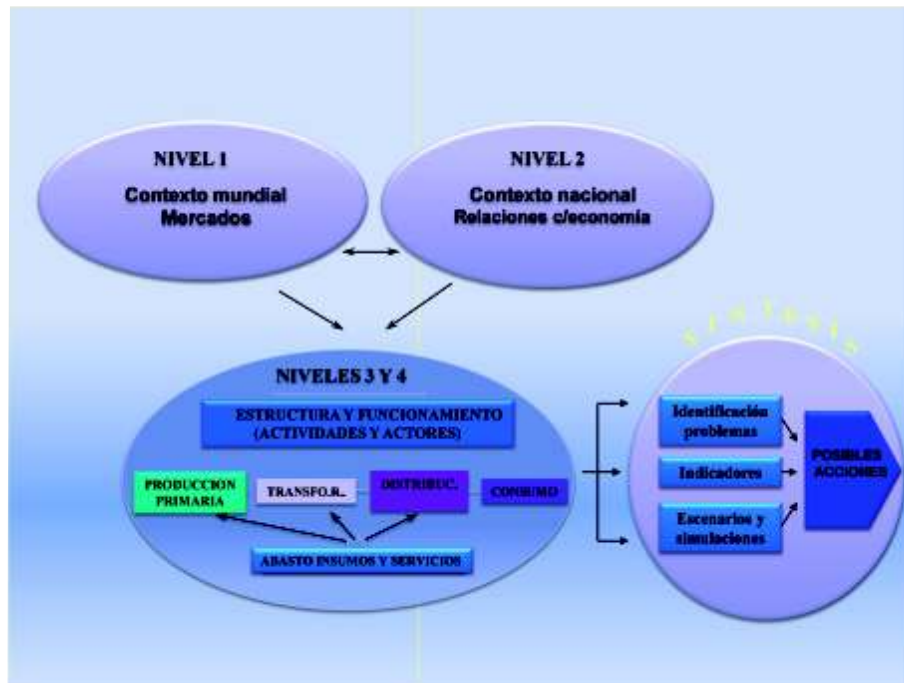 NIVEL 1
Contexto mundial
Mercados
NIVEL 2
Contexto nacional
Relaciones c/economía
NIVELES 3 Y 4
ESTRUCTURA Y FUNCIONAMIENTO
(ACTIVIDADES Y ACTORES)
PRODUCCION
PRIMARIA
TRANSFO.R..
DISTRIBUC.
CONSUMO
ABASTO INSUMOS Y SERVICIOS
Síntesis
Identificación
problemas
Indicadores
Escenarios y
simulaciones
POSIBLES
ACCIONES